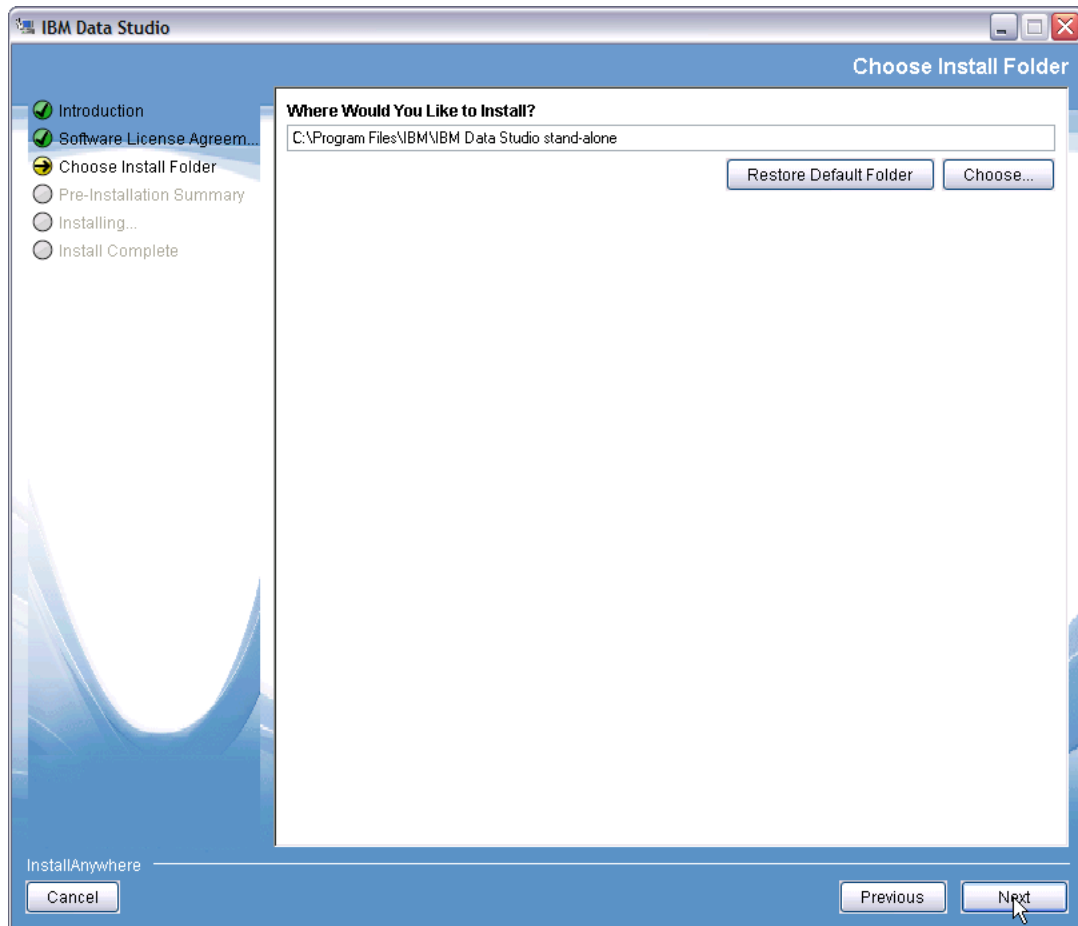 IBM Data Studio
Choose Install Folder
Introduction
Software License Agreem...
Choose Install Folder
Pre-Installation Summary
Installing...
Install Complete
Where Would You Like to Install?
C:\Program Files\IBM\IBM Data Studio stand-alone
Restore Default Folder
Choose...
InstallAnywhere
Cancel
Previous
Next